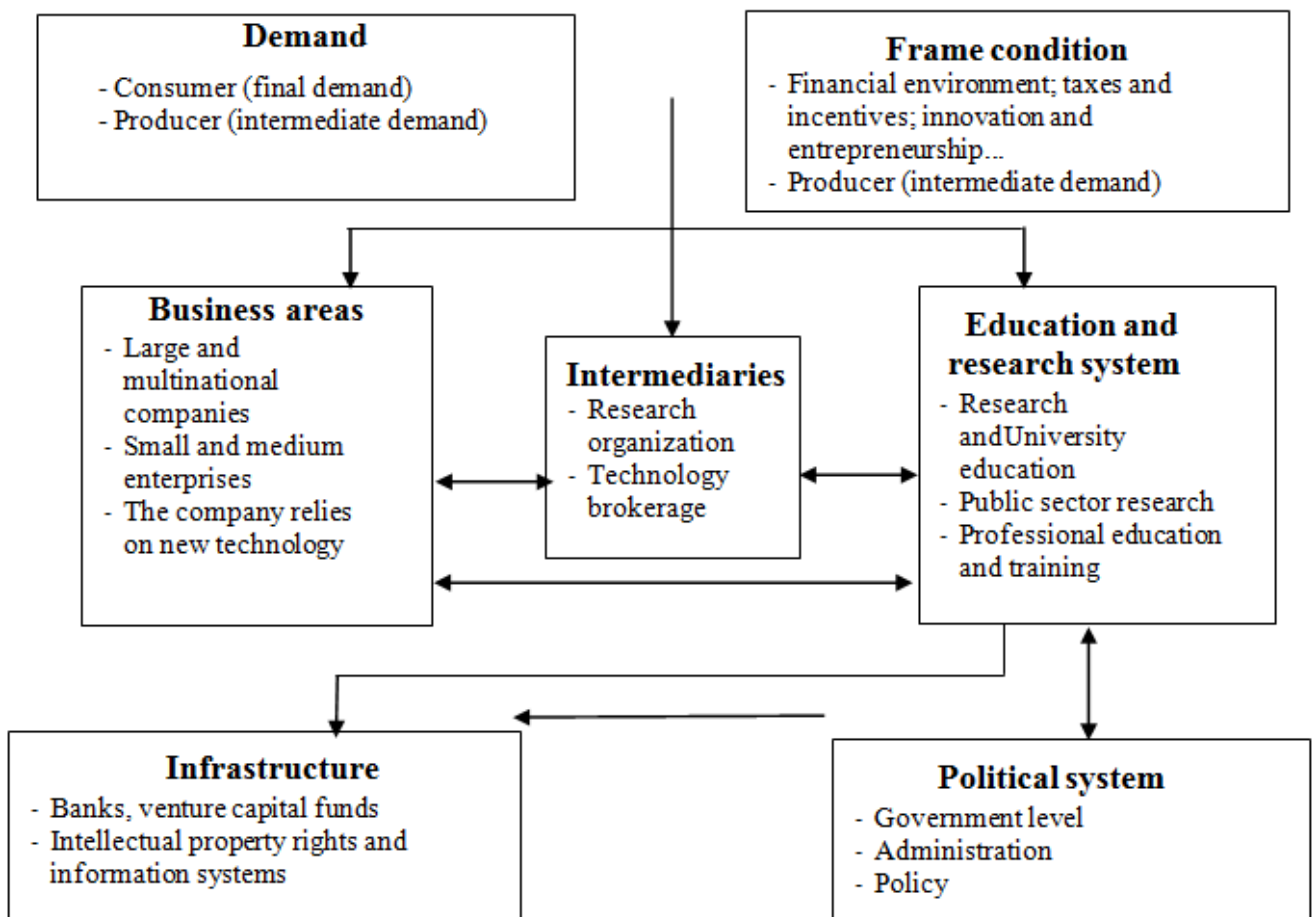 Demand
- Consumer (final demand)
- Producer (intermediate demand)
Frame condition
- Financial environment; taxes and
incentives; innovation and
entrepreneurship...
- Producer (intermediate demand)
Business areas
- Large and
multinational
companies
- Small and medium
enterprises
- The company relies
on new technology
Intermediaries
- Research
organization
- Technology
brokerage
Education and
research system
- Research
andUniversity
education
- Public sector research
- Professional education
and training
Infrastructure
- Banks, venture capital funds
- Intellectual property rights and
information systems
Political system
- Government level
- Administration
- Policy